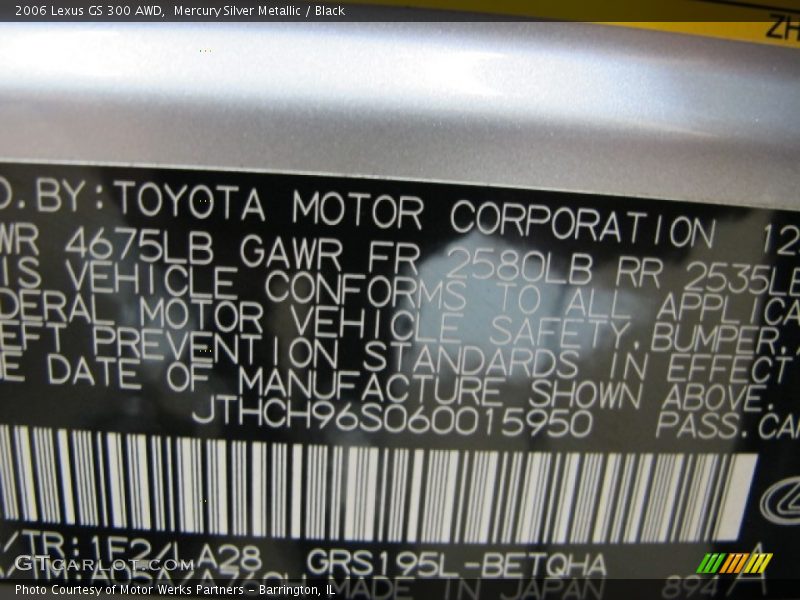 2006 Lexus GS 300 AWD,  Mercury Silver Metallic / Black
ZH
D.BY:TOYOTA MOTOR CORPORATION 12
WR 4675LB GAWR FR 2580LB RR 2535LB
IS VEHICLE CONFORMS TO ALL APPLICA
DERAL MOTOR VEHICLE SAFETY, BUMPER,
EFT PREVENTION STANDARDS IN EFFECT
E DATE OF MANUFACTURE SHOWN ABOVE.
JTHCH96S060015950 PASS.CAR
/TR:1F2/LA28 GRS195L-BETQHA
MADE IN JAPAN 894/A
GTcarlot.com
Photo Courtesy of Motor Werks Partners - Barrington, IL